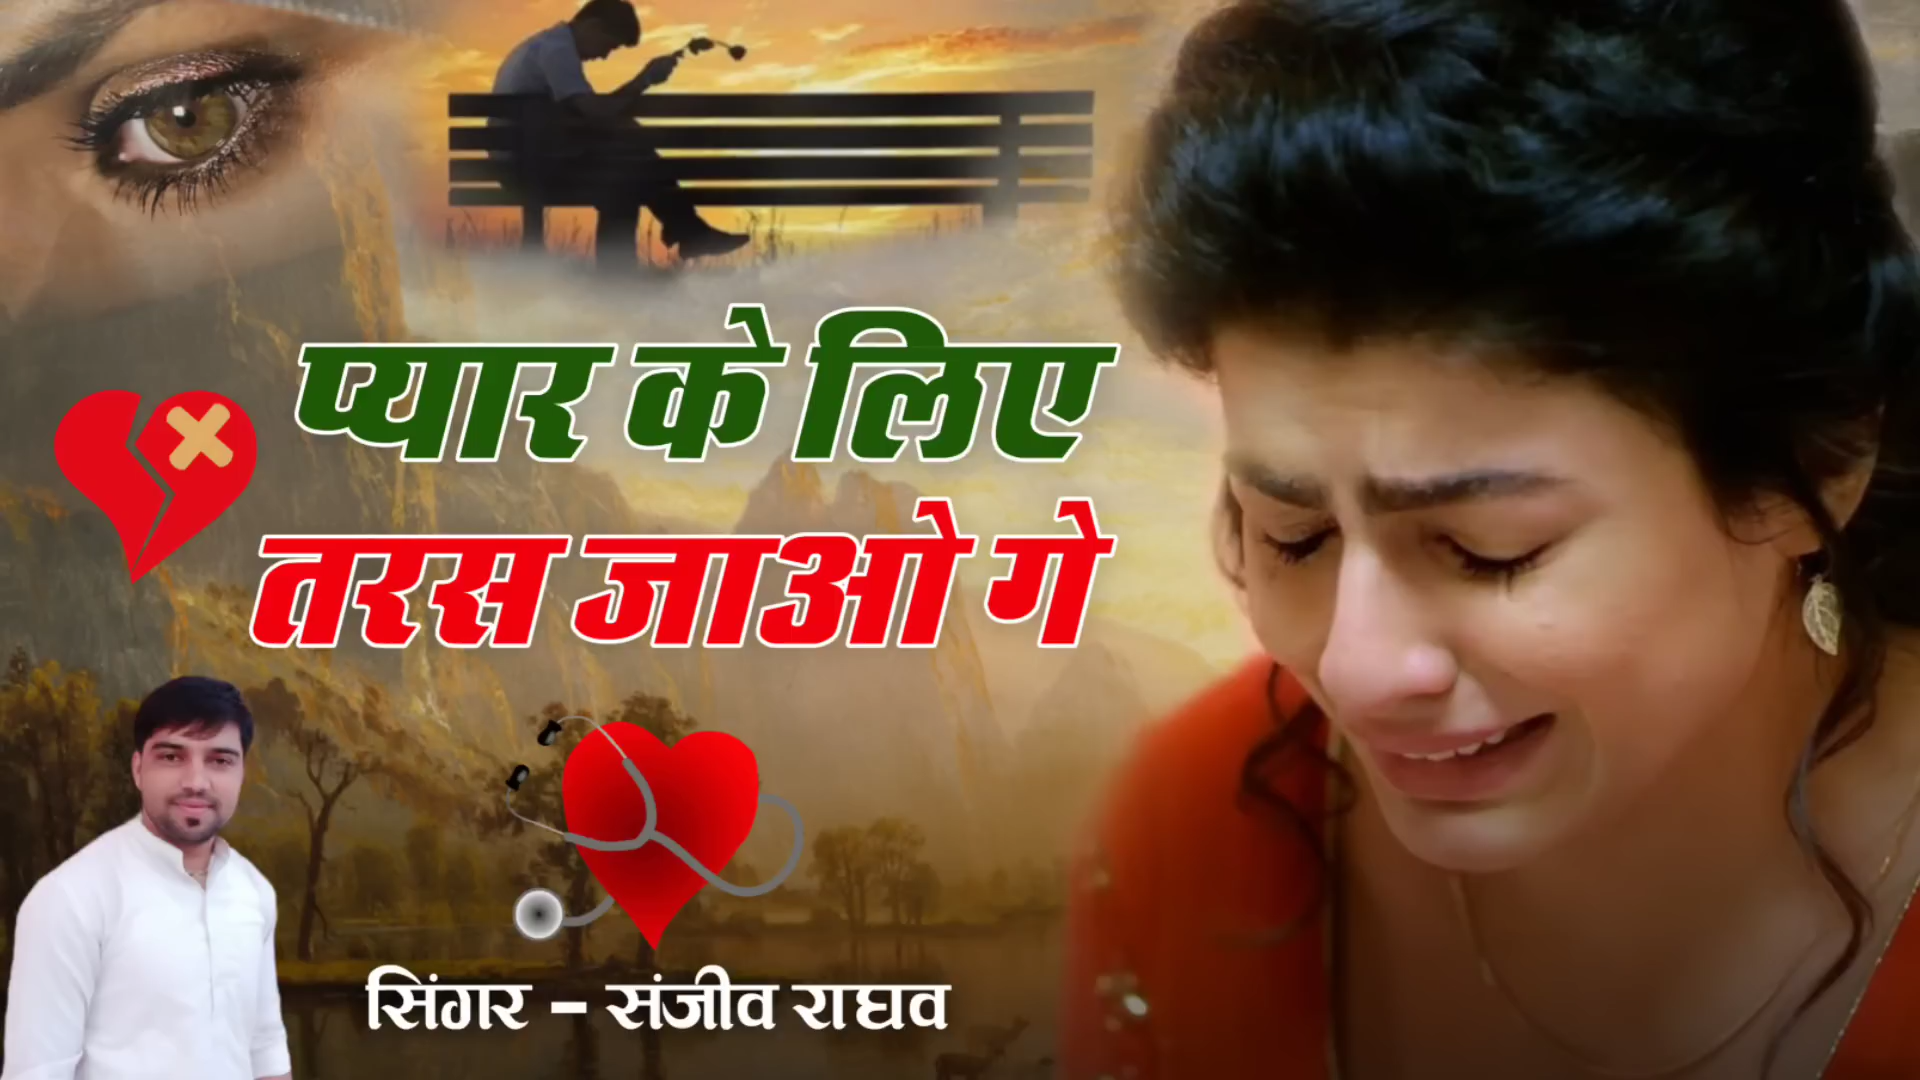 प्यार के लिए
तरस जाओ गे
सिंगर - संजीव राघव